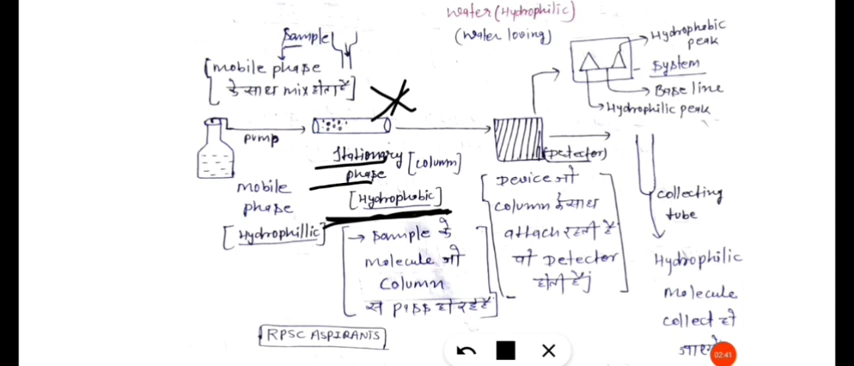 Water (Hydrophilic)
(Water loving)
Sample
[mobile phase
के साथ mix होता है]
Hydrophobic
peak
System
Base line
Hydrophilic peak
pump
mobile
phase
[Hydrophillic]
Stationary
phase
[column]
[Hydrophobic]
→ Sample के
molecule जो
column
से pass हो रहे है
(Detector)
Device जो
column के साथ
attach रहती है
वो Detector
होती है
collecting
tube
Hydrophilic
molecule
collect हो
RPSC ASPIRANTS
02:41